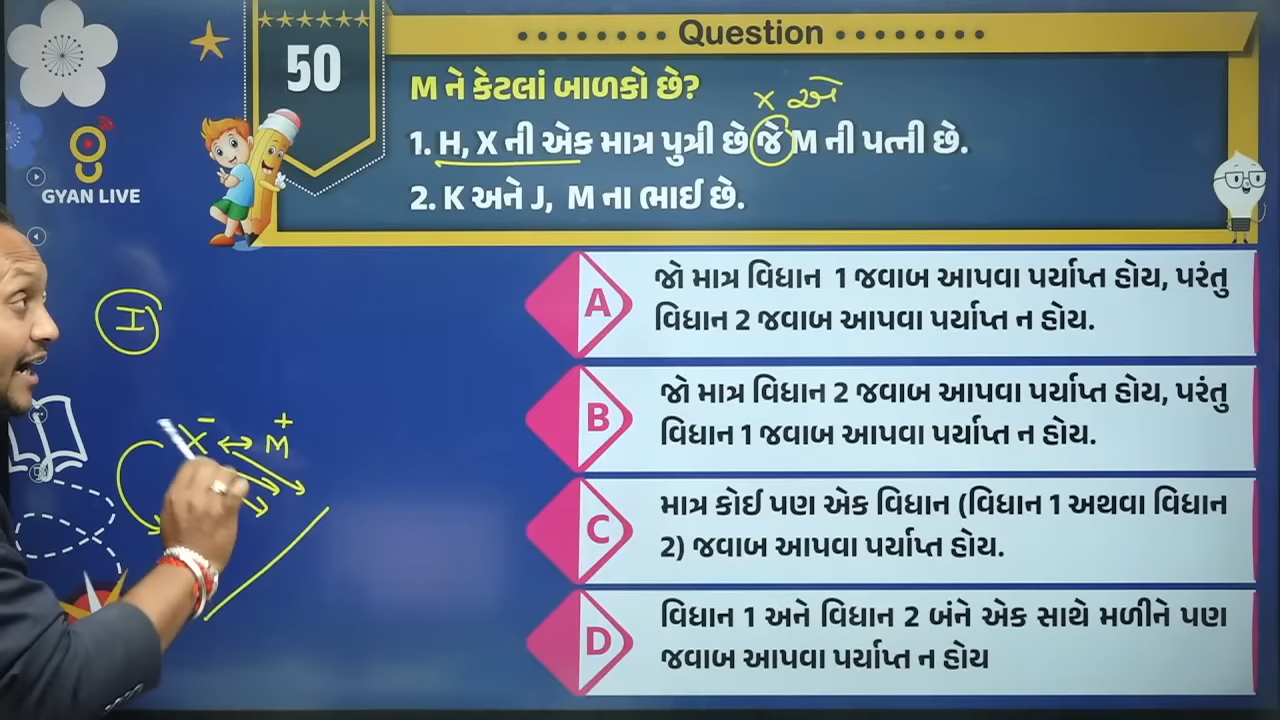 Question
50
M ને કેટલાં બાળકો છે?
x એ
1. H, X ની એક માત્ર પુત્રી છે જે M ની પત્ની છે.
2. K અને J, M ના ભાઈ છે.
GYAN LIVE
A
જો માત્ર વિધાન 1 જવાબ આપવા પર્યાપ્ત હોય, પરંતુ
વિધાન 2 જવાબ આપવા પર્યાપ્ત ન હોય.
B
જો માત્ર વિધાન 2 જવાબ આપવા પર્યાપ્ત હોય, પરંતુ
વિધાન 1 જવાબ આપવા પર્યાપ્ત ન હોય.
C
માત્ર કોઈ પણ એક વિધાન (વિધાન 1 અથવા વિધાન
2) જવાબ આપવા પર્યાપ્ત હોય.
D
વિધાન 1 અને વિધાન 2 બંને એક સાથે મળીને પણ
જવાબ આપવા પર્યાપ્ત ન હોય
I
X⁻ ↔ M⁺